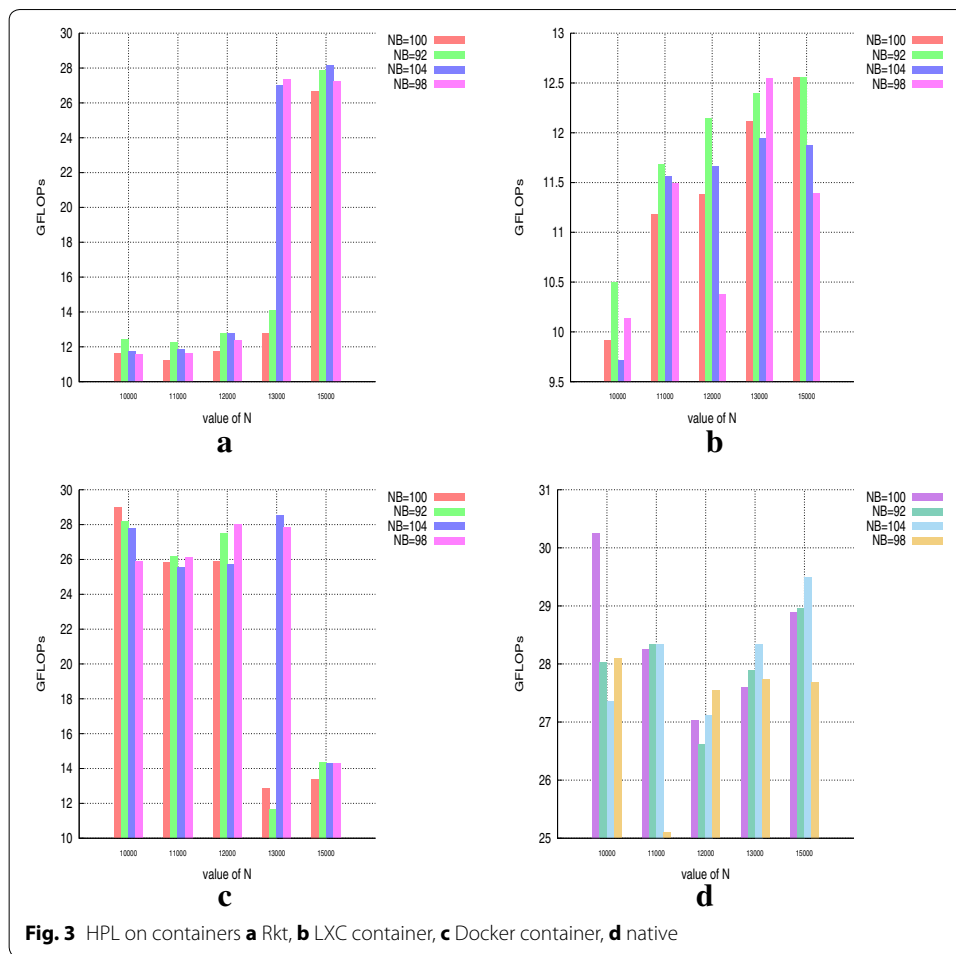 30
28
26
24
22
20
18
16
14
12
10
GFLOPs
10000 11000 12000 13000 15000
value of N
NB=100
NB=92
NB=104
NB=98
a
13
12.5
12
11.5
11
10.5
10
9.5
GFLOPs
10000 11000 12000 13000 15000
value of N
NB=100
NB=92
NB=104
NB=98
b
30
28
26
24
22
20
18
16
14
12
10
GFLOPs
10000 11000 12000 13000 15000
value of N
NB=100
NB=92
NB=104
NB=98
c
31
30
29
28
27
26
25
GFLOPs
10000 11000 12000 13000 15000
value of N
NB=100
NB=92
NB=104
NB=98
d
Fig. 3 HPL on containers a Rkt, b LXC container, c Docker container, d native